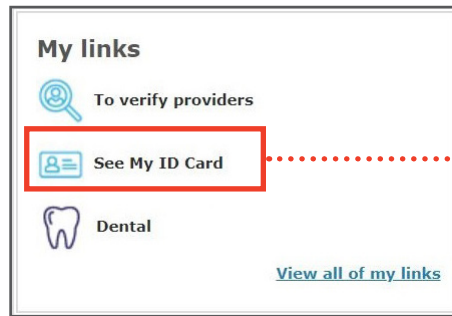 My links
To verify providers
See My ID Card
Dental
View all of my links